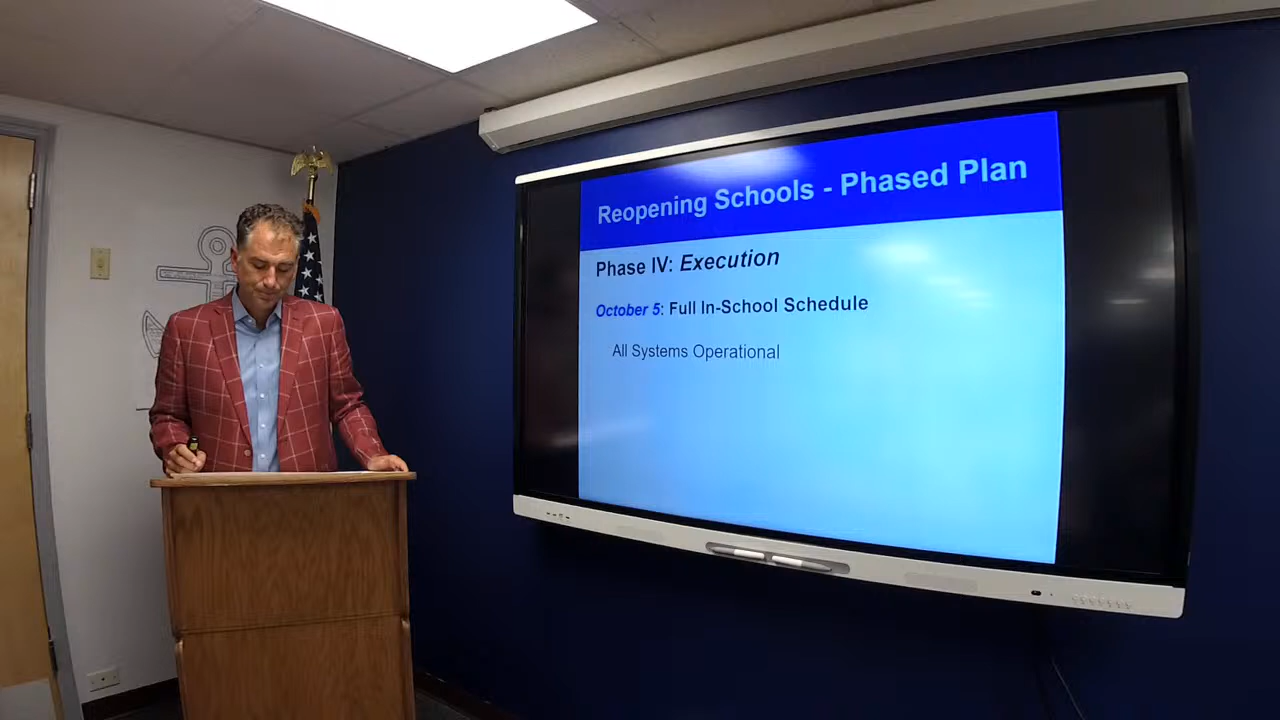 Reopening Schools - Phased Plan
Phase IV: Execution
October 5: Full In-School Schedule
All Systems Operational